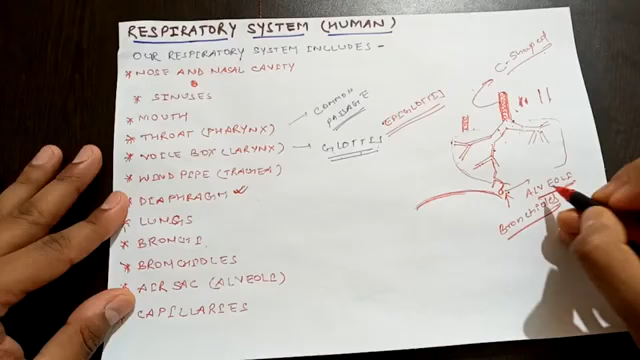 RESPIRATORY SYSTEM (HUMAN)
OUR RESPIRATORY SYSTEM INCLUDES -
* NOSE AND NASAL CAVITY
* SINUSES
* MOUTH
* THROAT (PHARYNX)
* VOICE BOX (LARYNX)
* WIND PIPE (TRACHEA)
* DIAPHRAGM
* LUNGS
* BRONCHI
* BRONCHIOLES
* AIR SAC (ALVEOLI)
* CAPILLARIES
COMMON
PASSAGE
GLOTTIS
EPIGLOTTIS
C-Shaped
ALVEOLI
Bronchioles